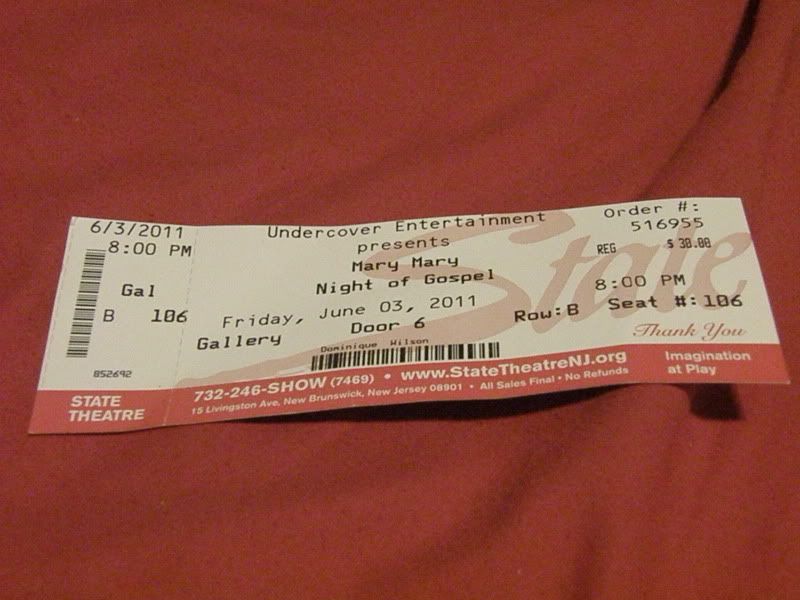 6/3/2011
8:00 PM
Gal
B 106
852692
STATE
THEATRE
Undercover Entertainment
presents
Mary Mary
Night of Gospel
Friday, June 03, 2011
Door 6
Gallery
Dominique Wilson
Order #:
516955
REG $ 30.00
8:00 PM
Row:B Seat #:106
State
Thank You
732-246-SHOW (7469) • www.StateTheatreNJ.org
15 Livingston Ave, New Brunswick, New Jersey 08901 • All Sales Final • No Refunds
Imagination
at Play